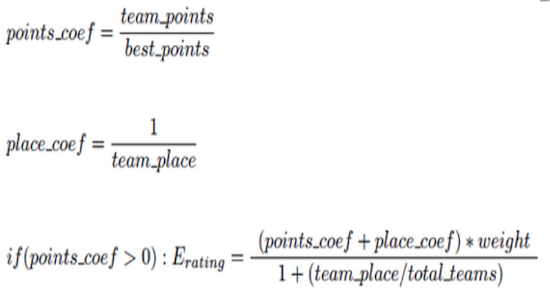 points_coef = team_points / best_points
place_coef = 1 / team_place
if(points_coef > 0) : E_rating = (points_coef + place_coef) * weight / 1 + (team_place/total_teams)